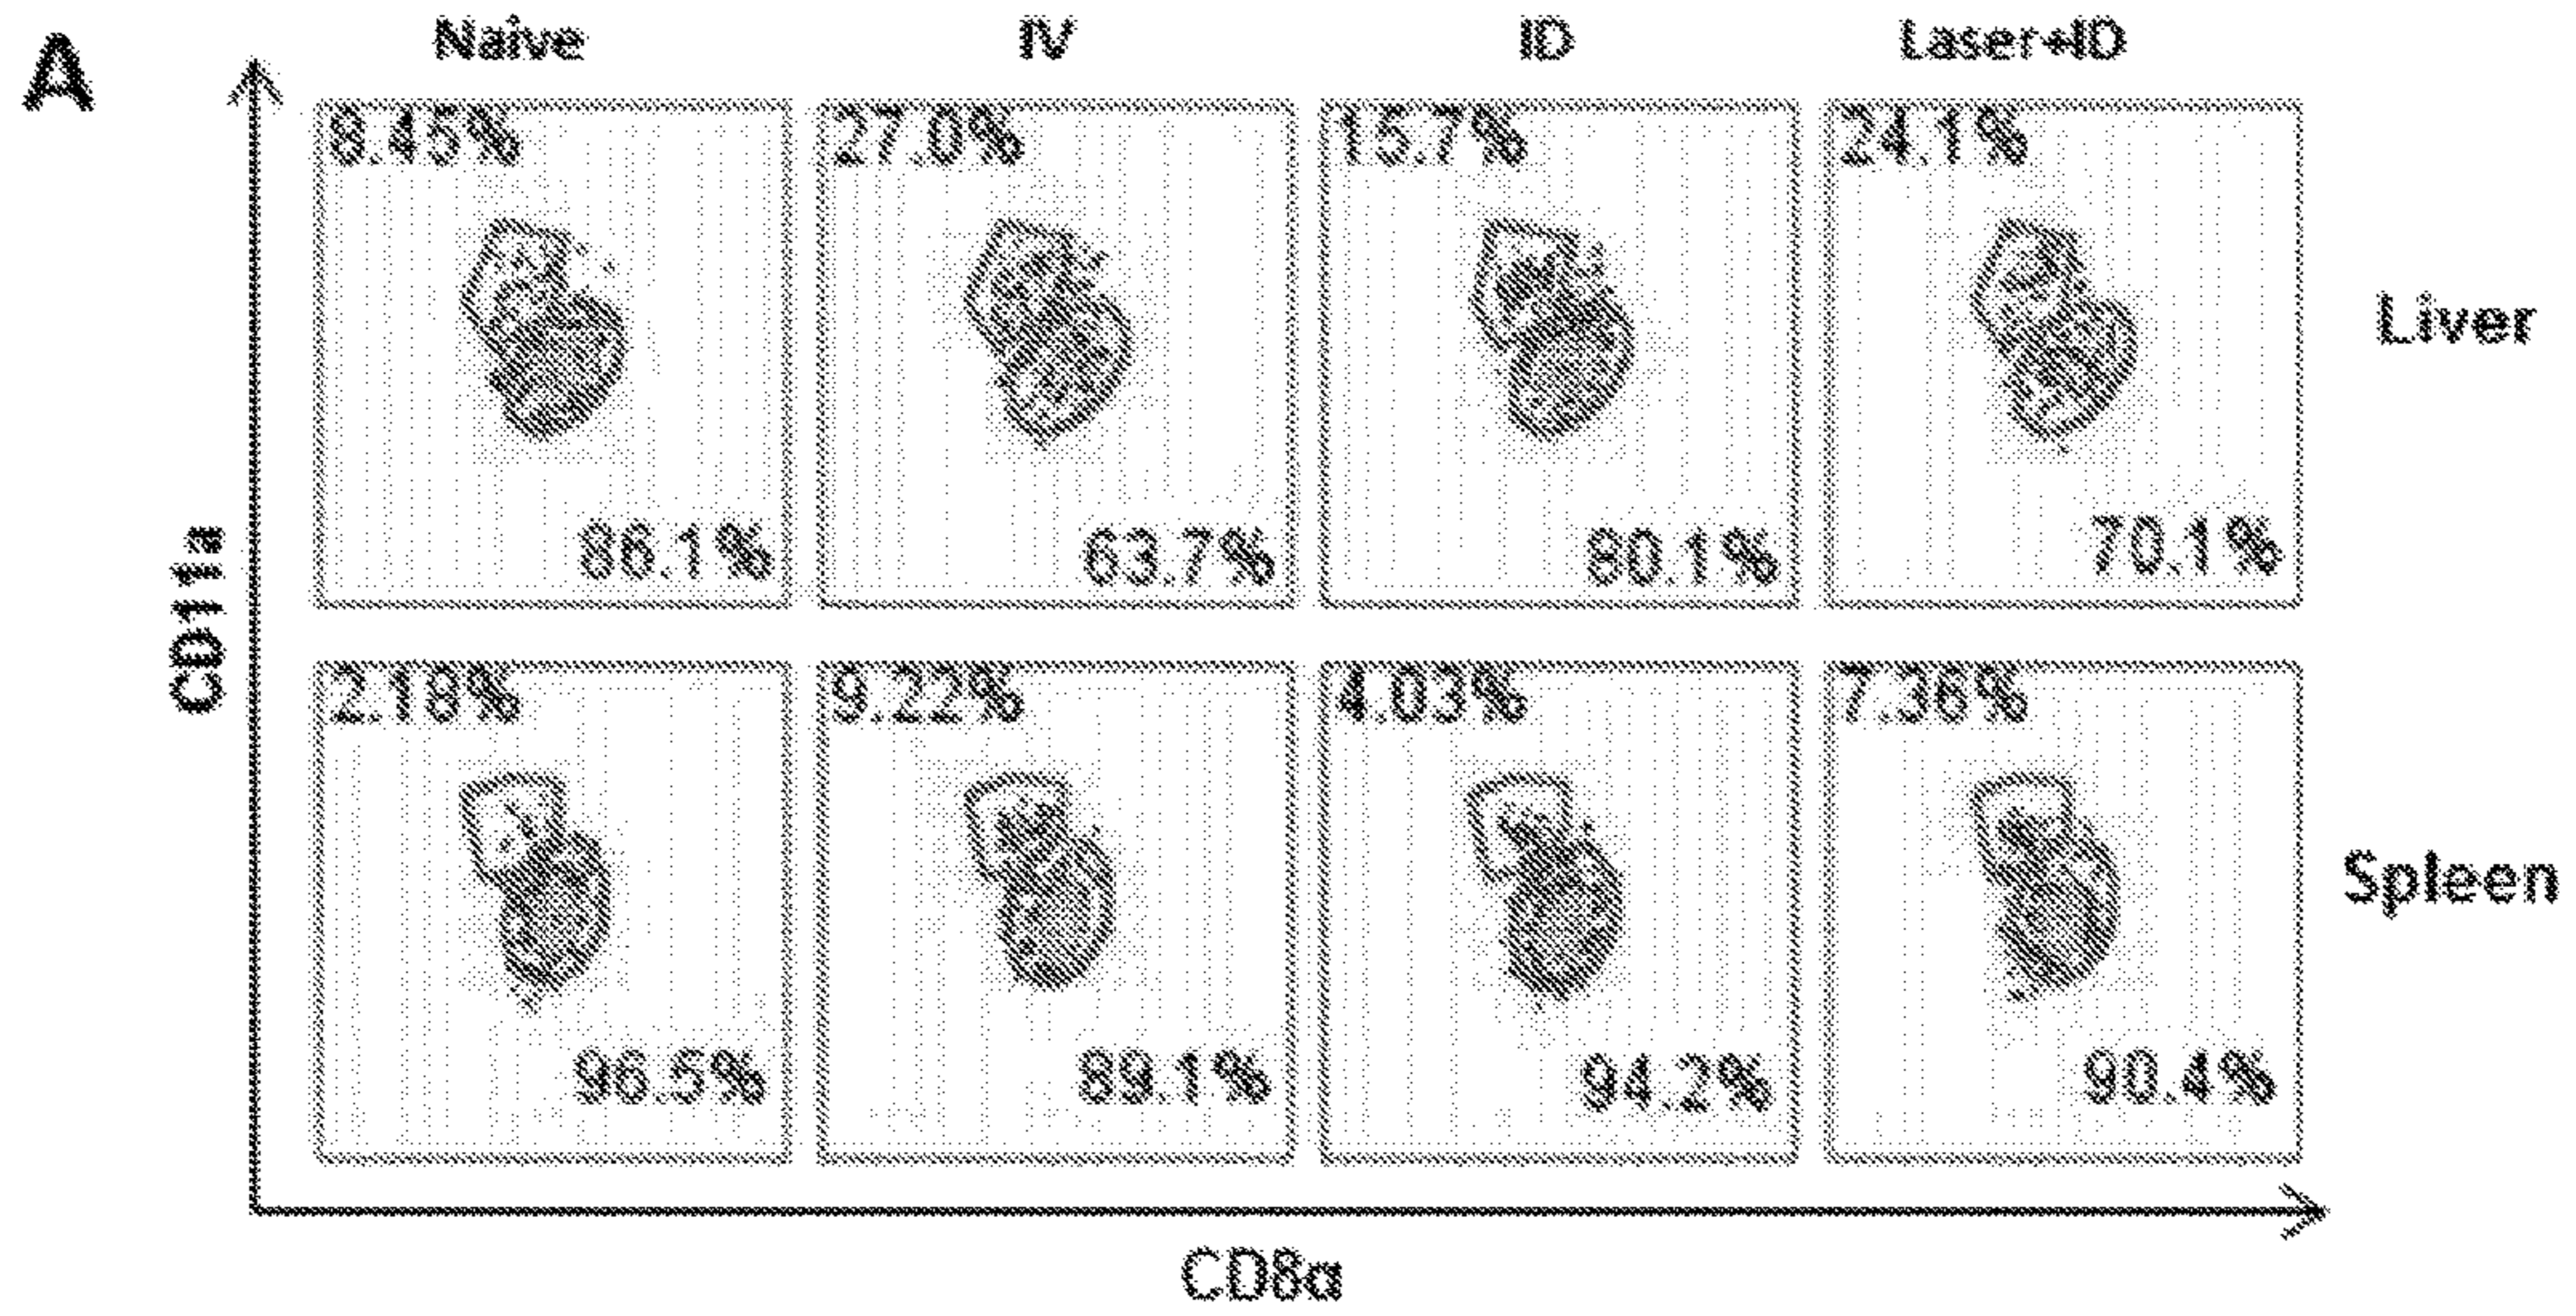 A
Naïve IV ID Laser+ID
8.45% 27.0% 15.7% 24.1%
Liver
86.1% 63.7% 80.1% 70.1%
CD11a
2.18% 9.22% 4.03% 7.36%
Spleen
96.5% 89.1% 94.2% 90.4%
CD8α